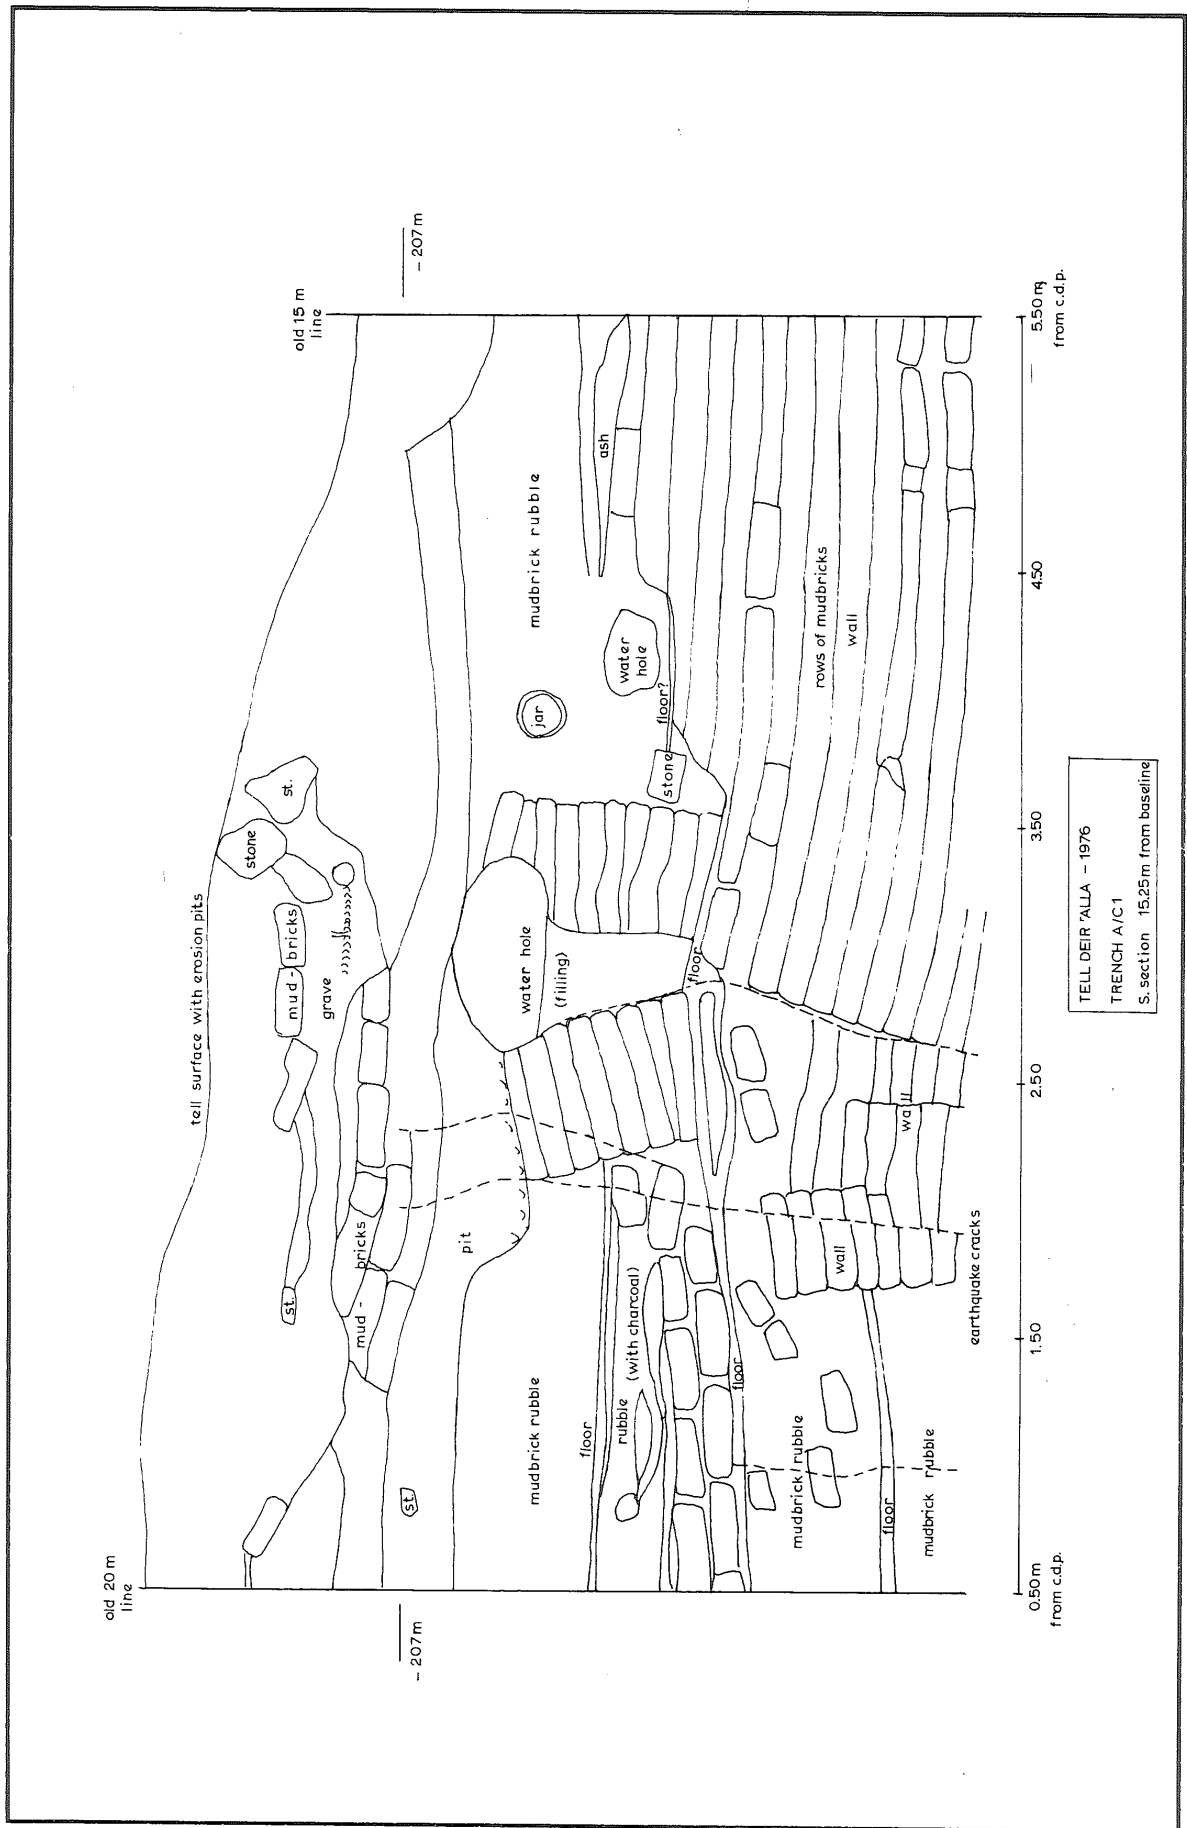 old 20 m
line
old 15 m
line
tell surface with erosion pits
stone
st.
mud - bricks
grave
st.
mud - bricks
- 207 m
st.
- 207 m
pit
water hole
(filling)
jar
mudbrick rubble
mudbrick rubble
ash
water
hole
floor?
stone
floor
floor
rubble (with charcoal)
floor
rows of mudbricks
wall
wall
wall
mudbrick rubble
floor
mudbrick rubble
earthquake cracks
0.50m
from c.d.p.
1.50
2.50
3.50
4.50
5.50 m
from c.d.p.
TELL DEIR 'ALLA - 1976
TRENCH A/C1
S. section 15.25m from baseline